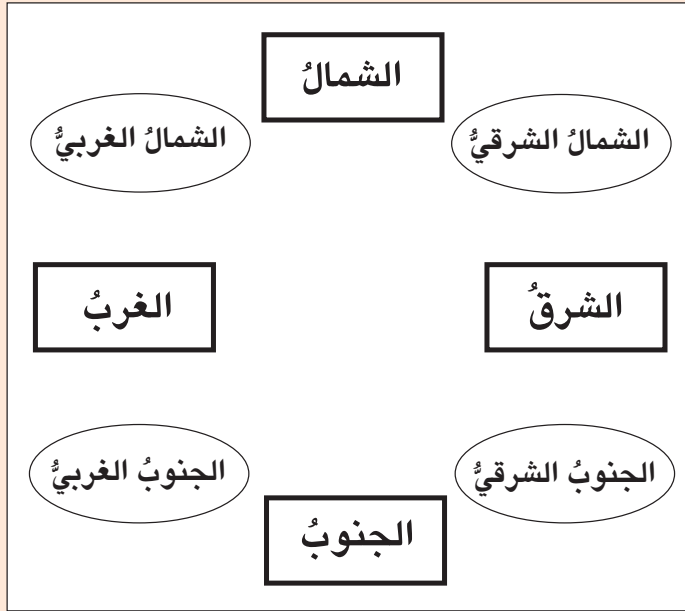 الشمالُ
الشمالُ الشرقيُّ
الشمالُ الغربيُّ
الشرقُ
الغربُ
الجنوبُ الشرقيُّ
الجنوبُ الغربيُّ
الجنوبُ